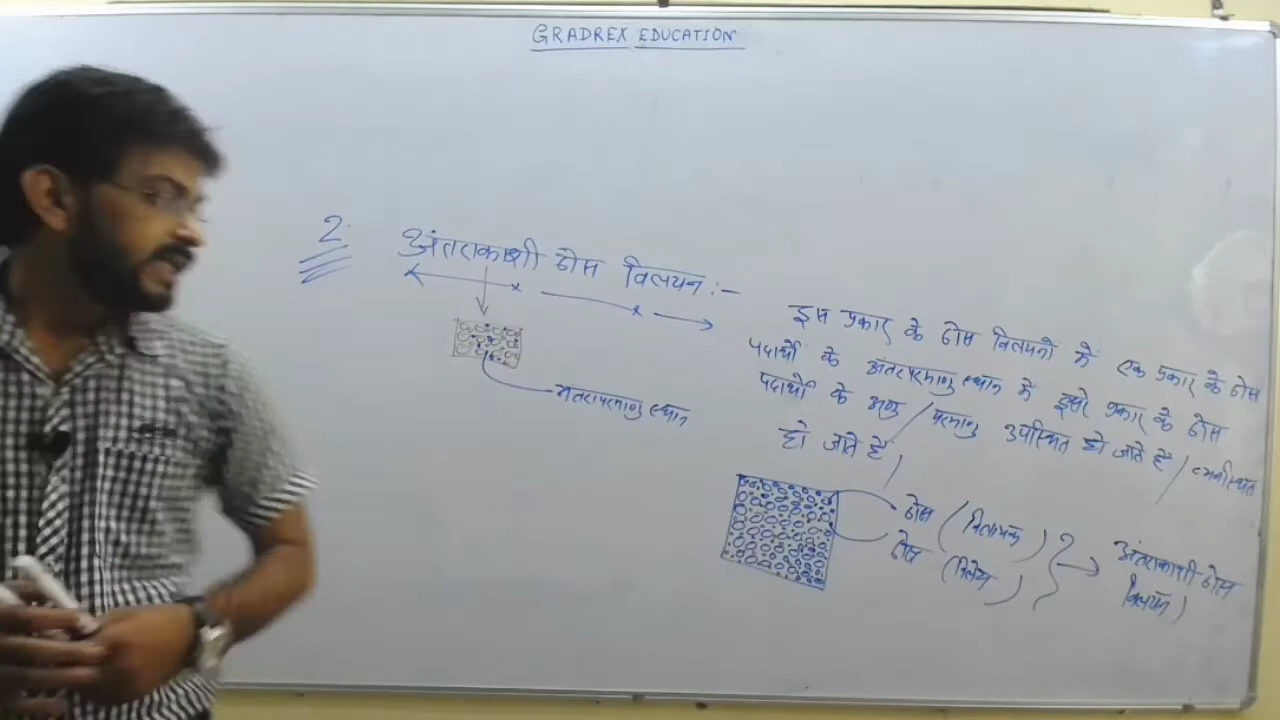 GRADREX EDUCATION
2. अंतराकाशी ठोस विलयन :-
अंतरापरमाणु स्थान
इस प्रकार के ठोस विलयनों में एक प्रकार के ठोस
पदार्थों के अंतरापरमाणु स्थान में दूसरे प्रकार के ठोस
पदार्थों के अणु / परमाणु उपस्थित हो जाते हैं / व्यवस्थित
हो जाते हैं /
ठोस (विलायक)
ठोस (विलेय)
अंतराकाशी ठोस
विलयन)